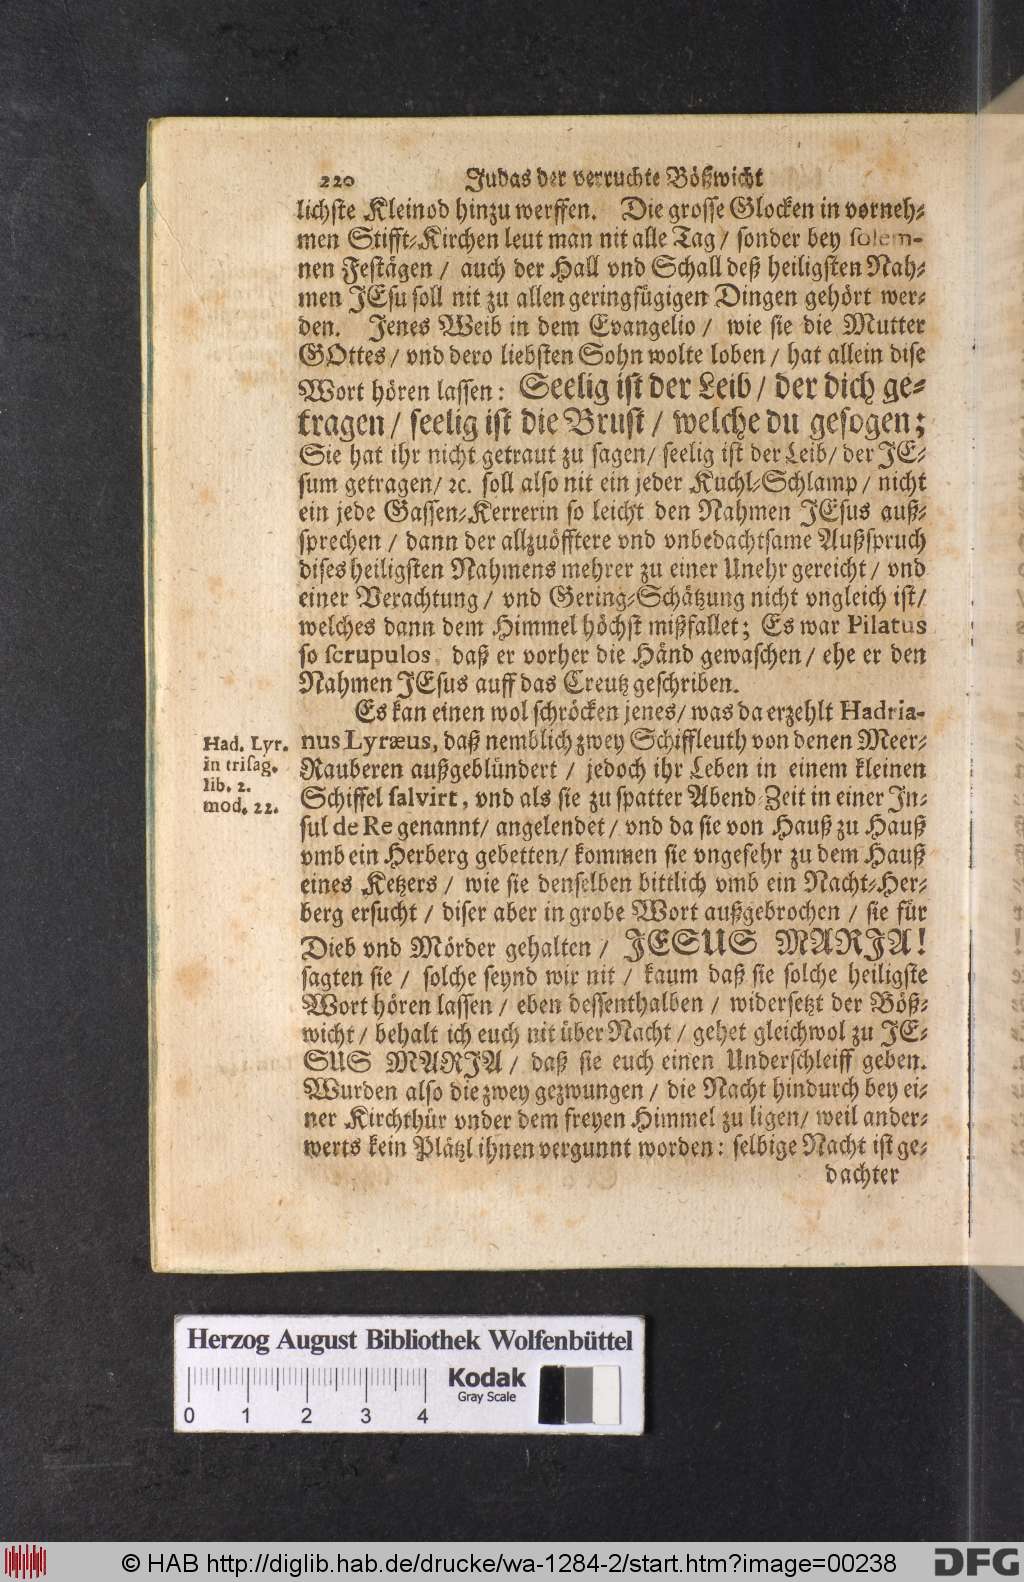 220 Judas der verruchte Bößwicht
lichste Kleinod hinzu werffen. Die grosse Glocken in vorneh-
men Stifft-Kirchen leut man nit alle Tag / sonder bey solem-
nen Festägen / auch der Hall vnd Schall deß heiligsten Nah-
men JEsu soll nit zu allen geringfügigen Dingen gehört wer-
den. Jenes Weib in dem Evangelio / wie sie die Mutter
GOttes / vnd dero liebsten Sohn wolte loben / hat allein dise
Wort hören lassen: Seelig ist der Leib / der dich ge-
tragen / seelig ist die Brust / welche du gesogen;
Sie hat ihr nicht getraut zu sagen / seelig ist der Leib / der JE-
sum getragen / ꝛc. soll also nit ein jeder Kuchl-Schlamp / nicht
ein jede Gassen-Kerrerin so leicht den Nahmen JEsus auß-
sprechen / dann der allzuöfftere vnd vnbedachtsame Außspruch
dises heiligsten Nahmens mehrer zu einer Unehr gereicht / vnd
einer Verachtung / vnd Gering-Schätzung nicht vngleich ist /
welches dann dem Himmel höchst mißfallet; Es war Pilatus
so scrupulos, daß er vorher die Händ gewaschen / ehe er den
Nahmen JEsus auff das Creutz geschriben.
Es kan einen wol schröcken jenes / was da erzehlt Hadria-
nus Lyræus, daß nemblich zwey Schiffleuth von denen Meer-
Rauberen außgeblündert / jedoch ihr Leben in einem kleinen
Schiffel salvirt, vnd als sie zu spatter Abend-Zeit in einer In-
sul de Re genannt / angelendet / vnd da sie von Hauß zu Hauß
vmb ein Herberg gebetten / kommen sie vngefehr zu dem Hauß
eines Ketzers / wie sie denselben bittlich vmb ein Nacht-Her-
berg ersucht / diser aber in grobe Wort außgebrochen / sie für
Dieb vnd Mörder gehalten / JESUS MARJA!
sagten sie / solche seynd wir nit / kaum daß sie solche heiligste
Wort hören lassen / eben dessenthalben / widersetzt der Böß-
wicht / behalt ich euch nit über Nacht / gehet gleichwol zu JE-
SUS MARJA / daß sie euch einen Underschleiff geben.
Wurden also die zwey gezwungen / die Nacht hindurch bey ei-
ner Kirchthür vnder dem freyen Himmel zu ligen / weil ander-
werts kein Plätzl ihnen vergunnt worden: selbige Nacht ist ge-
dachter
Had. Lyr.
in trisag.
lib. 2.
mod. 22.
Herzog August Bibliothek Wolfenbüttel
Kodak
Gray Scale
0 1 2 3 4
© HAB http://diglib.hab.de/drucke/wa-1284-2/start.htm?image=00238
DFG